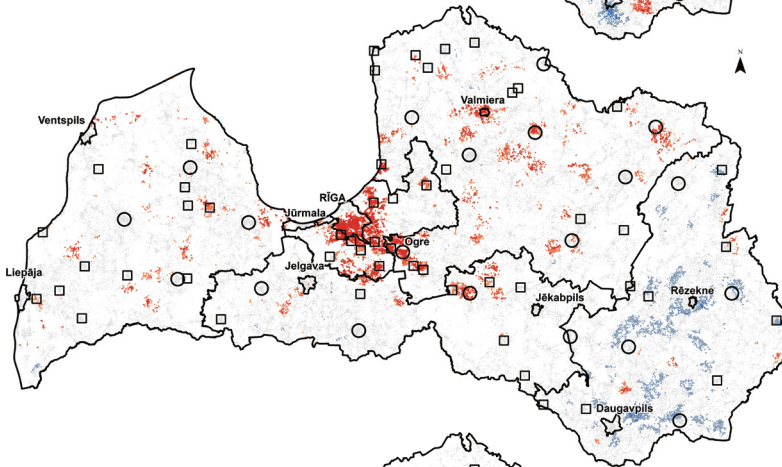 N
Valmiera
Ventspils
RĪGA
Jūrmala
Ogre
Liepāja
Jelgava
Jēkabpils
Rēzekne
Daugavpils